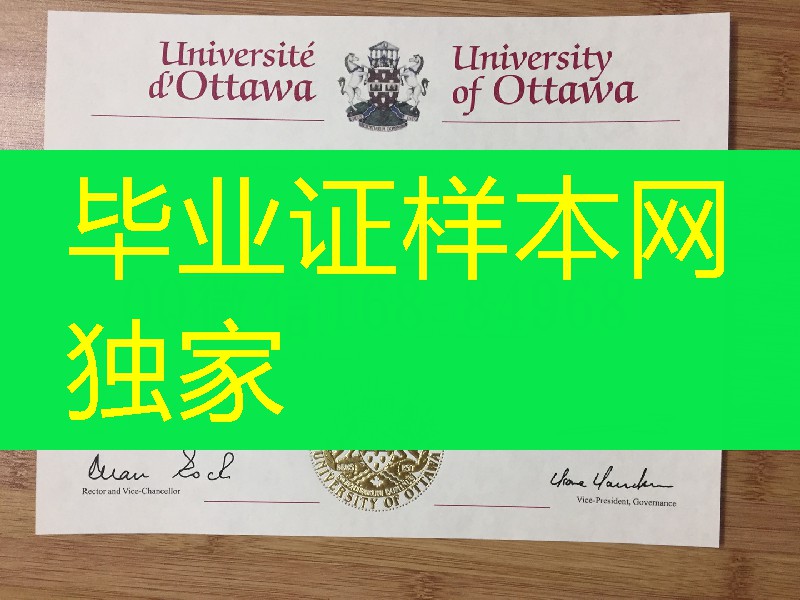 Université
d'Ottawa
University
of Ottawa
毕业证样本网
独家
Rector and Vice-Chancellor
UNIVERSITY OF OTTAWA
Vice-President, Governance